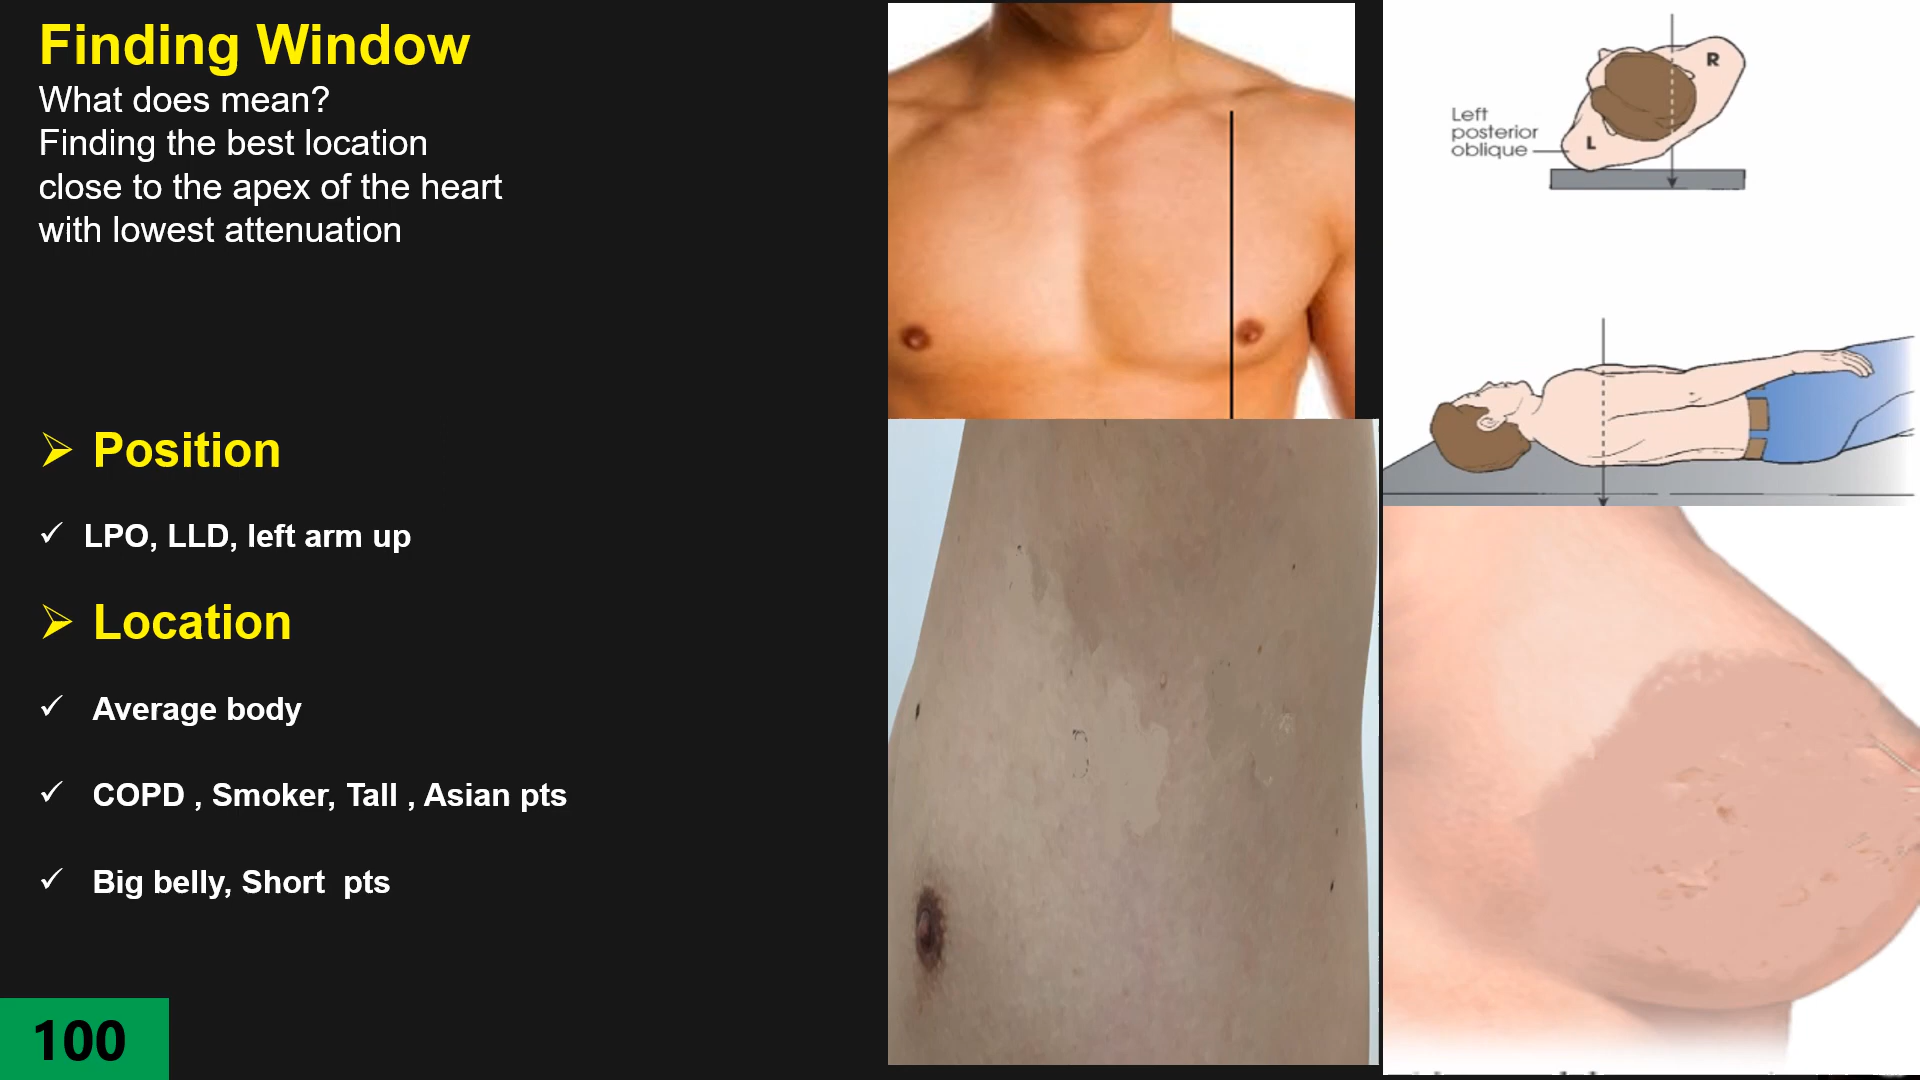 Finding Window
What does mean?
Finding the best location
close to the apex of the heart
with lowest attenuation
➢ Position
✓ LPO, LLD, left arm up
➢ Location
✓ Average body
✓ COPD , Smoker, Tall , Asian pts
✓ Big belly, Short pts
100
R
Left
posterior
oblique
L